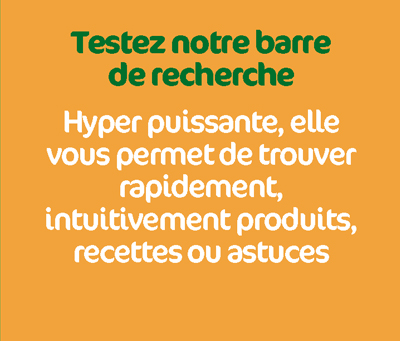 Testez notre barre
de recherche
Hyper puissante, elle
vous permet de trouver
rapidement,
intuitivement produits,
recettes ou astuces